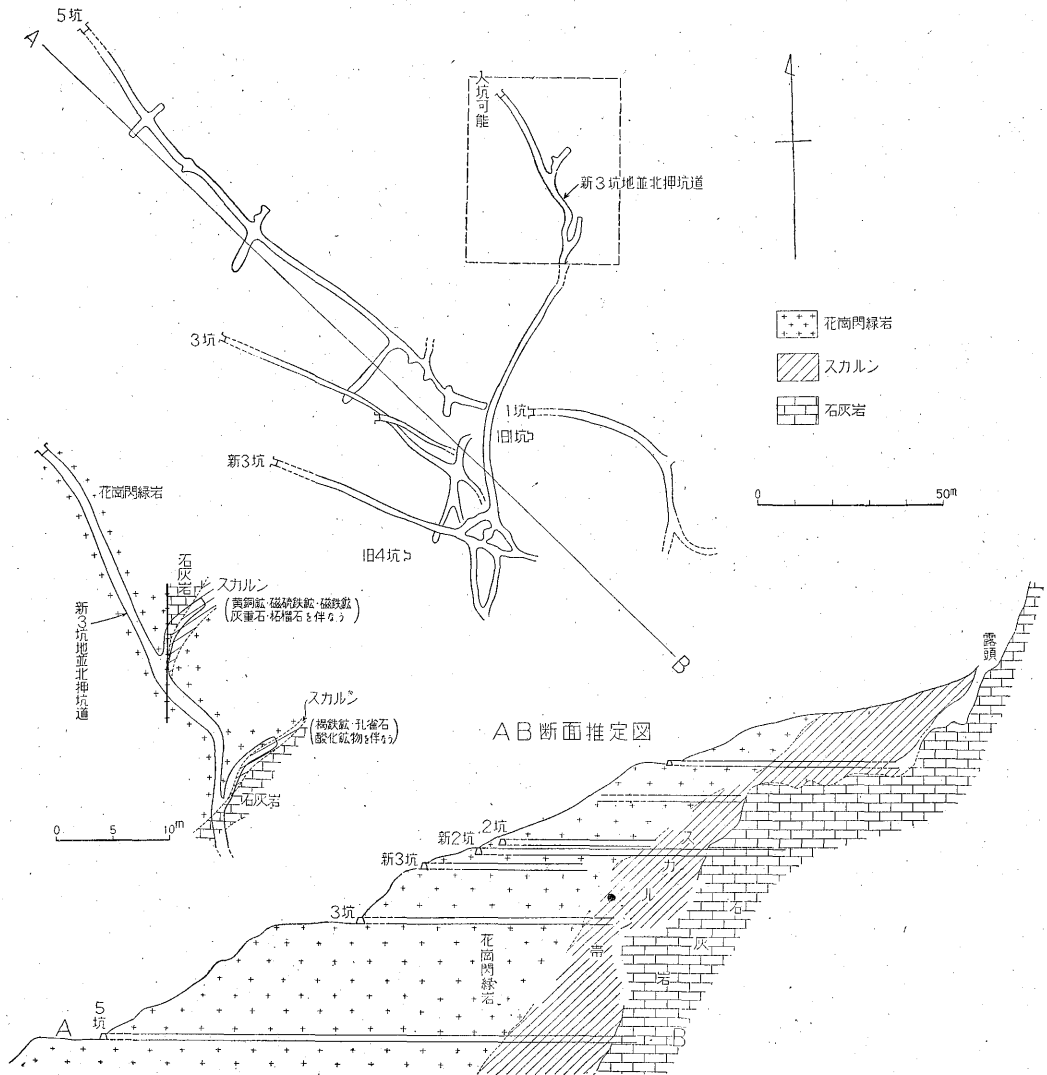 5坑
A
入坑可能
新3坑地並北押坑道
3坑
1坑
旧1坑
新3坑
旧4坑
B
花崗閃緑岩
スカルン
石灰岩
0 50m
花崗閃緑岩
石灰岩
スカルン
(黄銅鉱・磁硫鉄鉱・磁鉄鉱
灰重石・柘榴石を伴なう)
新3坑地並北押坑道
スカルン
(褐鉄鉱・孔雀石
酸化鉱物を伴なう)
石灰岩
0 5 10m
AB断面推定図
露頭
2坑
新2坑
新3坑
3坑
5坑
A
花崗閃緑岩
スカルン帯
石灰岩
B